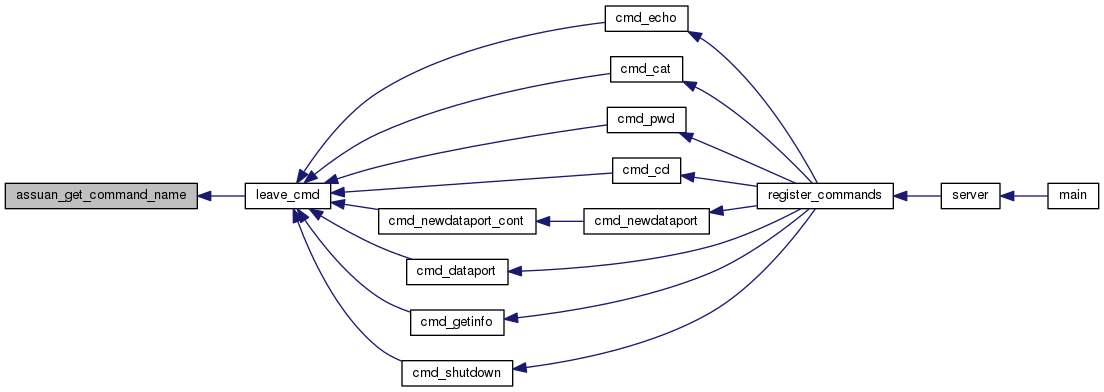 cmd_echo
cmd_cat
cmd_pwd
cmd_cd
assuan_get_command_name
leave_cmd
register_commands
server
main
cmd_newdataport_cont
cmd_newdataport
cmd_dataport
cmd_getinfo
cmd_shutdown